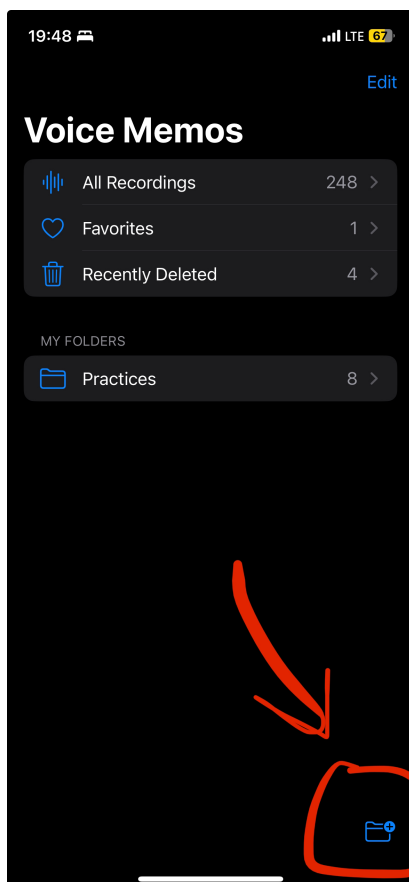 19:48
LTE 67
Edit
Voice Memos
All Recordings 248
Favorites 1
Recently Deleted 4
MY FOLDERS
Practices 8